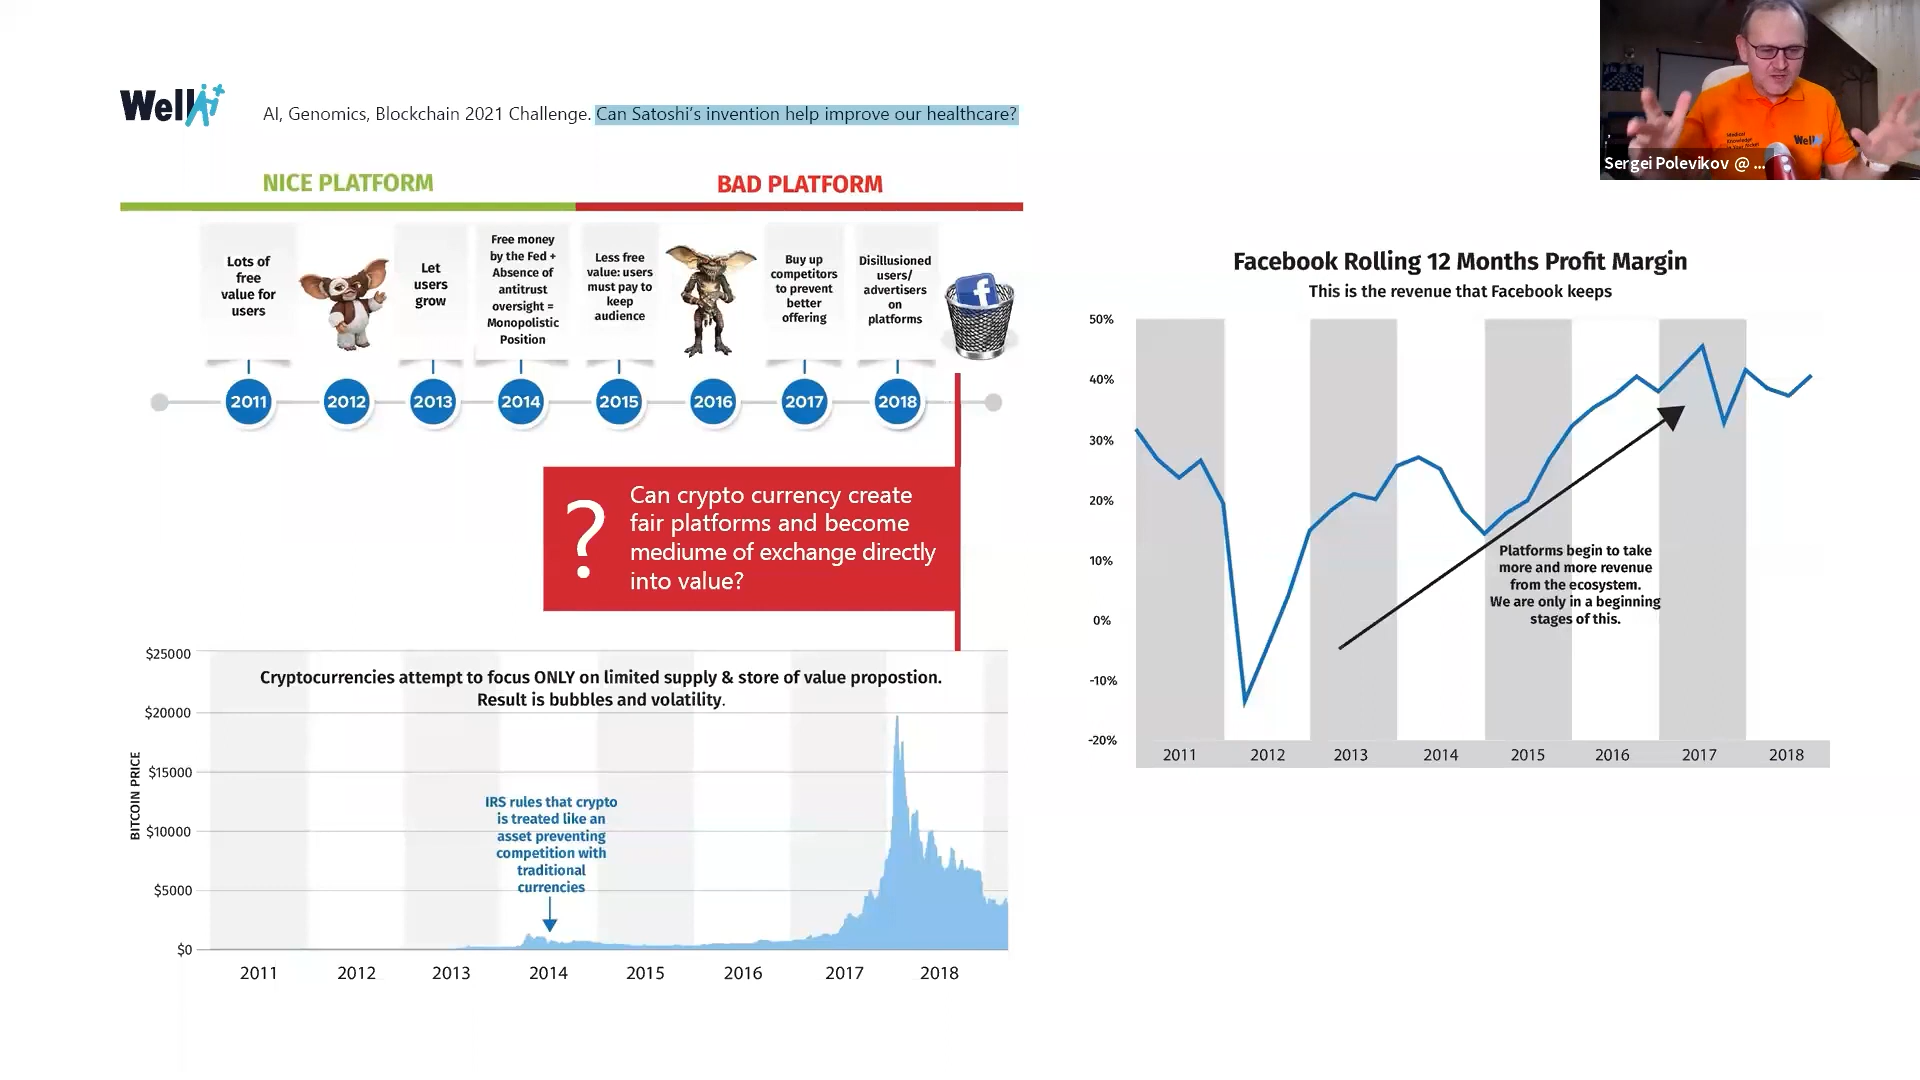 WellAi+
AI, Genomics, Blockchain 2021 Challenge. Can Satoshi's invention help improve our healthcare?
NICE PLATFORM
BAD PLATFORM
Lots of
free
value for
users
Let
users
grow
Free money
by the Fed +
Absence of
antitrust
oversight =
Monopolistic
Position
Less free
value: users
must pay to
keep
audience
Buy up
competitors
to prevent
better
offering
Disillusioned
users/
advertisers
on
platforms
f
2011 2012 2013 2014 2015 2016 2017 2018
?
Can crypto currency create
fair platforms and become
mediume of exchange directly
into value?
Cryptocurrencies attempt to focus ONLY on limited supply & store of value propostion.
Result is bubbles and volatility.
BITCOIN PRICE
$25000
$20000
$15000
$10000
$5000
$0
IRS rules that crypto
is treated like an
asset preventing
competition with
traditional
currencies
2011 2012 2013 2014 2015 2016 2017 2018
Sergei Polevikov @ ...
Facebook Rolling 12 Months Profit Margin
This is the revenue that Facebook keeps
50%
40%
30%
20%
10%
0%
-10%
-20%
Platforms begin to take
more and more revenue
from the ecosystem.
We are only in a beginning
stages of this.
2011 2012 2013 2014 2015 2016 2017 2018